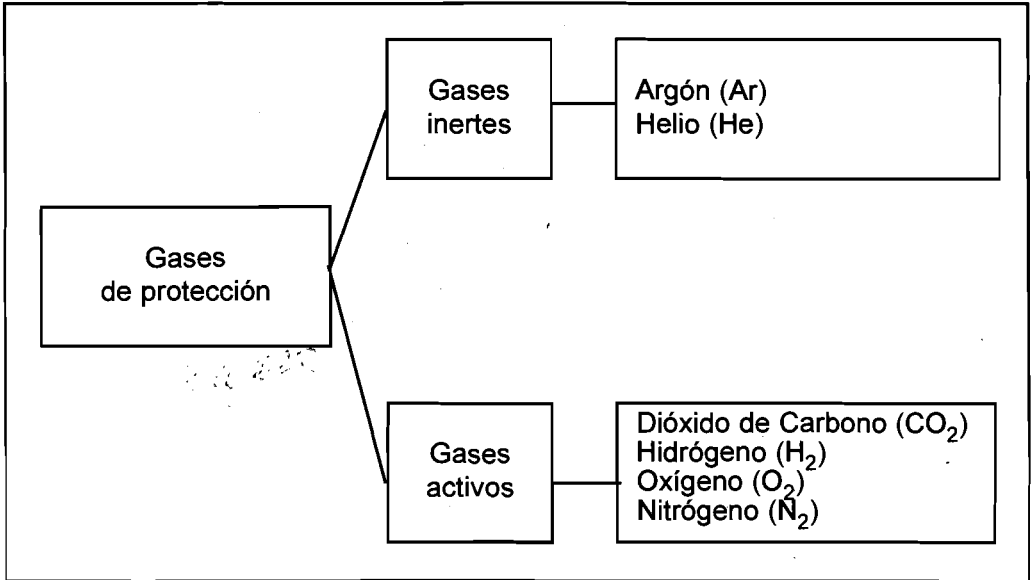 Gases
de protección
Gases
inertes
Argón (Ar)
Helio (He)
Gases
activos
Dióxido de Carbono (CO₂)
Hidrógeno (H₂)
Oxígeno (O₂)
Nitrógeno (N₂)